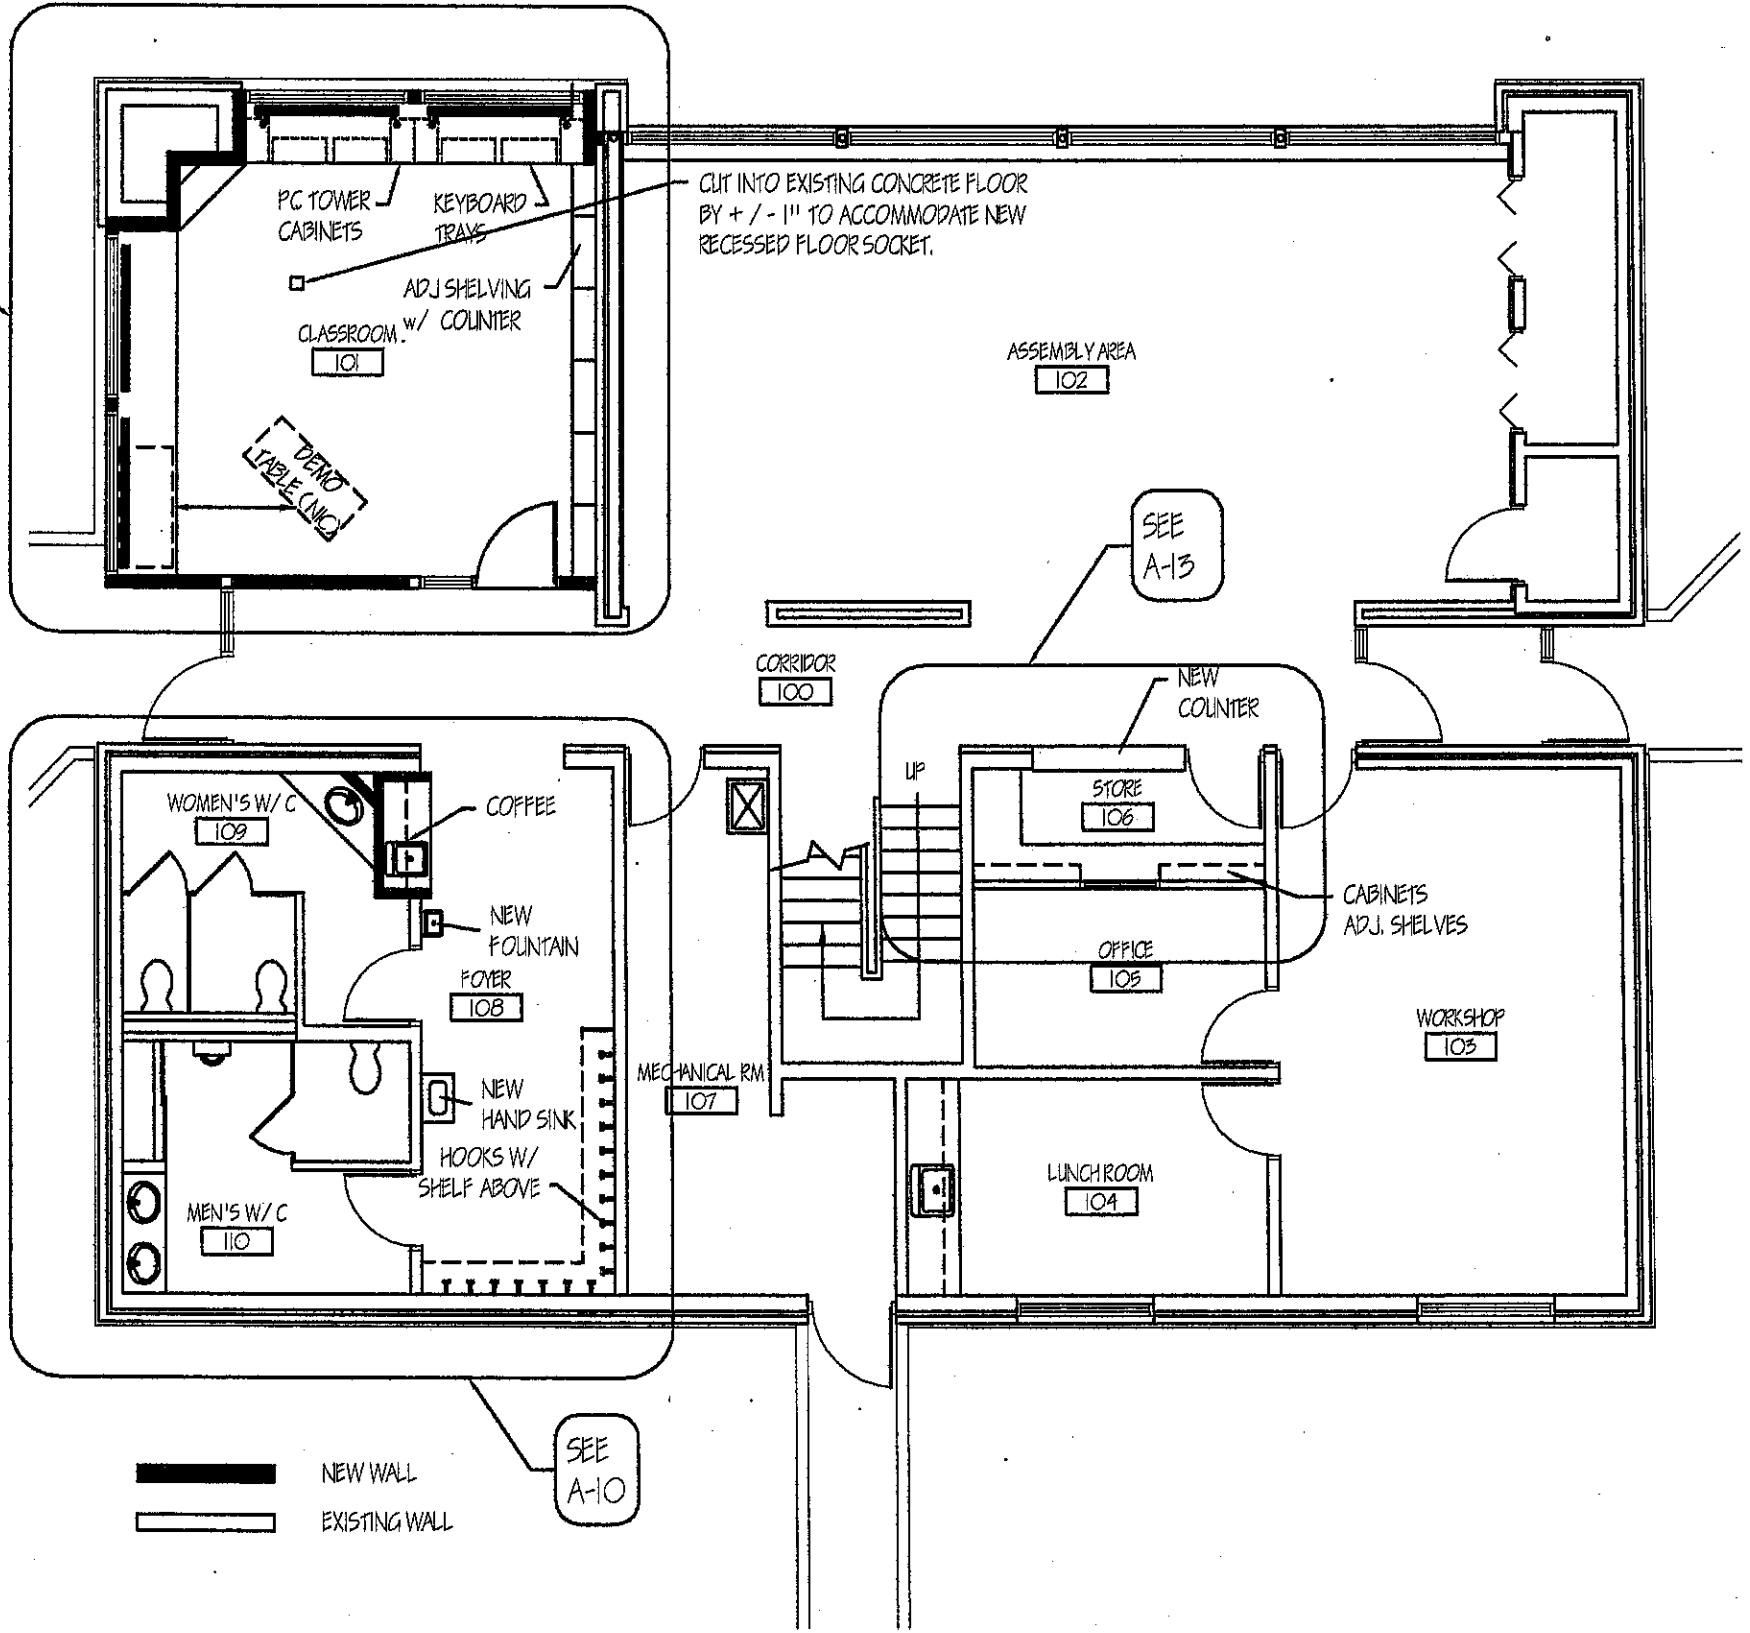 PC TOWER
CABINETS
KEYBOARD
TRAYS
CUT INTO EXISTING CONCRETE FLOOR
BY + / - 1" TO ACCOMMODATE NEW
RECESSED FLOOR SOCKET.
ADJ SHELVING
w/ COUNTER
CLASSROOM
101
ASSEMBLY AREA
102
DEMO
TABLE (NIC)
SEE
A-13
CORRIDOR
100
NEW
COUNTER
UP
STORE
106
WOMEN'S W/C
109
COFFEE
CABINETS
ADJ. SHELVES
NEW
FOUNTAIN
OFFICE
105
FOYER
108
WORKSHOP
103
MECHANICAL RM
107
NEW
HAND SINK
HOOKS W/
SHELF ABOVE
LUNCH ROOM
104
MEN'S W/C
110
SEE
A-10
NEW WALL
EXISTING WALL